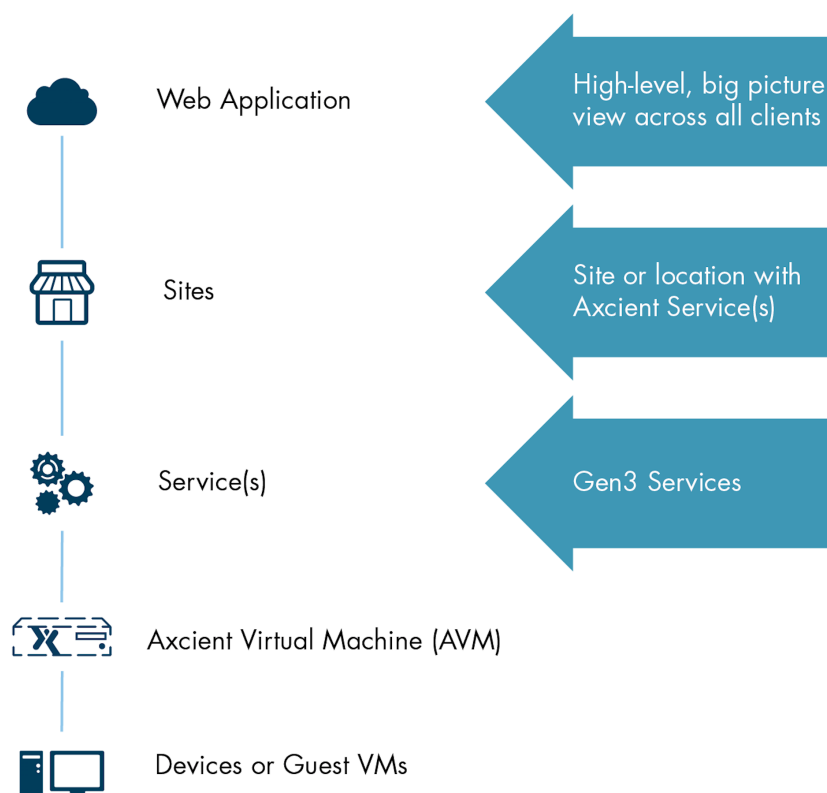 Web Application
High-level, big picture
view across all clients
Sites
Site or location with
Axcient Service(s)
Service(s)
Gen3 Services
Axcient Virtual Machine (AVM)
Devices or Guest VMs